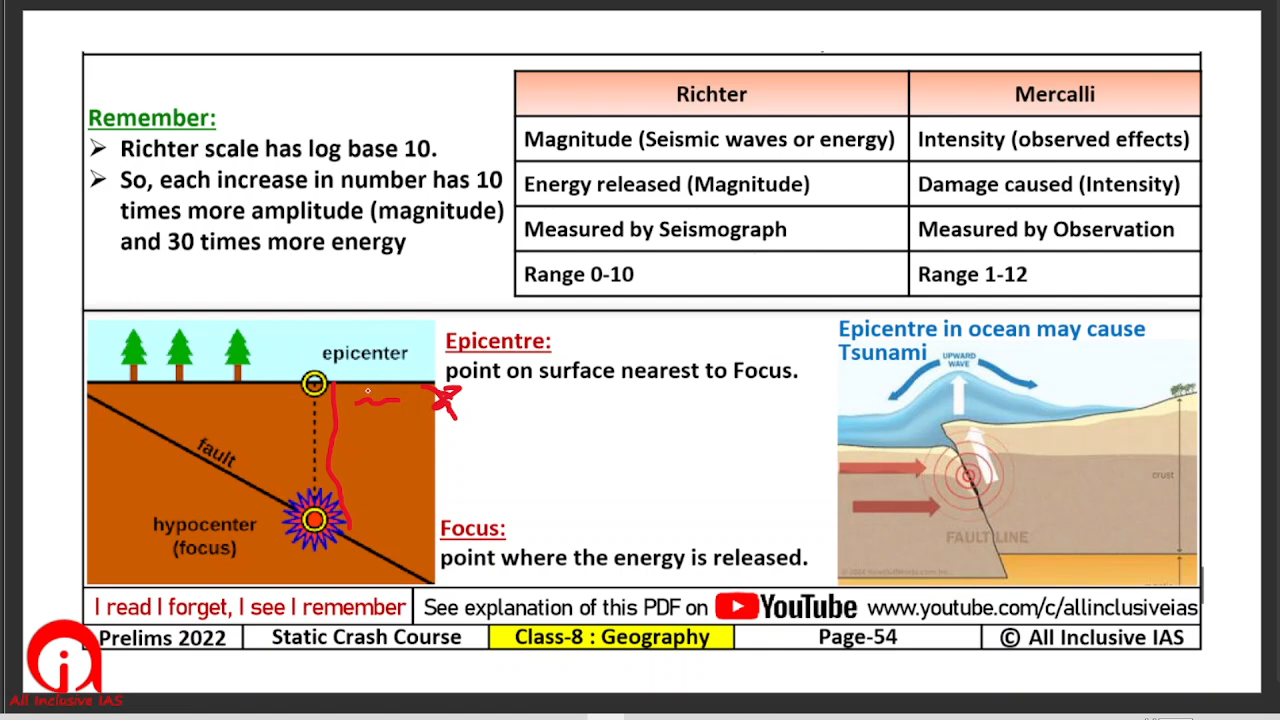 Remember:
➢ Richter scale has log base 10.
➢ So, each increase in number has 10
times more amplitude (magnitude)
and 30 times more energy
Richter Mercalli
Magnitude (Seismic waves or energy) Intensity (observed effects)
Energy released (Magnitude) Damage caused (Intensity)
Measured by Seismograph Measured by Observation
Range 0-10 Range 1-12
epicenter
fault
hypocenter
(focus)
Epicentre:
point on surface nearest to Focus.
Focus:
point where the energy is released.
Epicentre in ocean may cause
Tsunami
UPWARD
WAVE
crust
FAULT LINE
I read I forget, I see I remember See explanation of this PDF on YouTube www.youtube.com/c/allinclusiveias
Prelims 2022 Static Crash Course Class-8 : Geography Page-54 © All Inclusive IAS
All Inclusive IAS